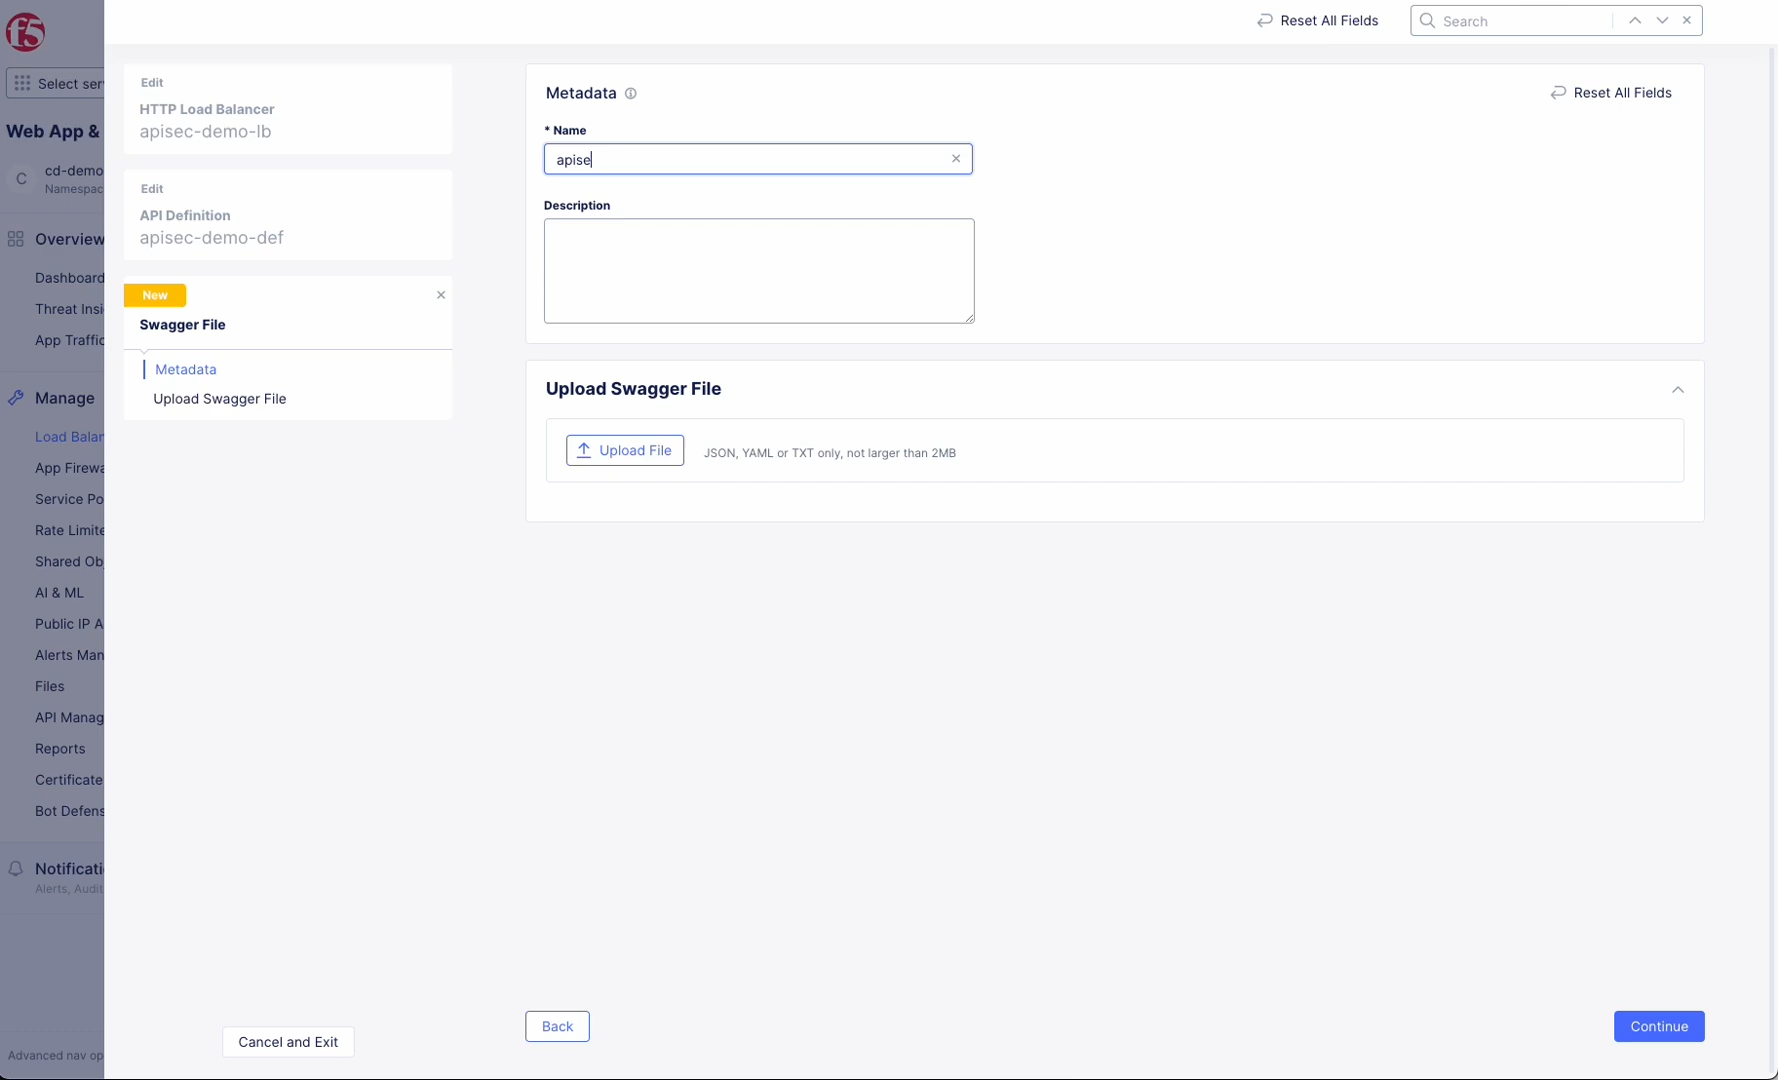 Reset All Fields
Search
f5
Select ser
Web App &
C
cd-demo
Namespac
Overview
Dashboard
Threat Insi
App Traffic
Manage
Load Balan
App Firewa
Service Po
Rate Limite
Shared Obj
AI & ML
Public IP A
Alerts Man
Files
API Manag
Reports
Certificate
Bot Defens
Notificatio
Alerts, Audit
Advanced nav op
Edit
HTTP Load Balancer
apisec-demo-lb
Edit
API Definition
apisec-demo-def
New
Swagger File
Metadata
Upload Swagger File
Cancel and Exit
Metadata
Reset All Fields
* Name
apise
Description
Upload Swagger File
Upload File
JSON, YAML or TXT only, not larger than 2MB
Back
Continue